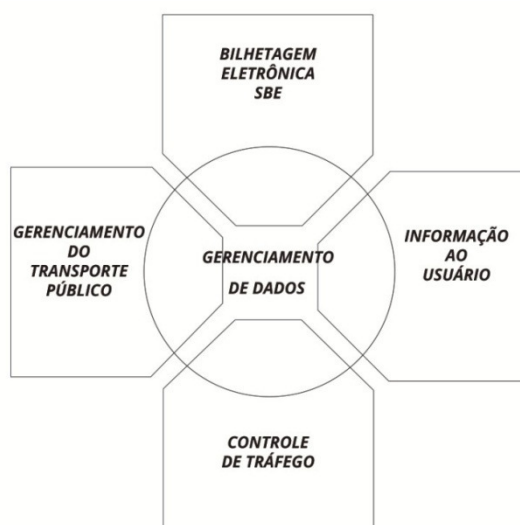 BILHETAGEM
ELETRÔNICA
SBE
GERENCIAMENTO
DO
TRANSPORTE
PÚBLICO
GERENCIAMENTO
DE DADOS
INFORMAÇÃO
AO
USUÁRIO
CONTROLE
DE TRÁFEGO